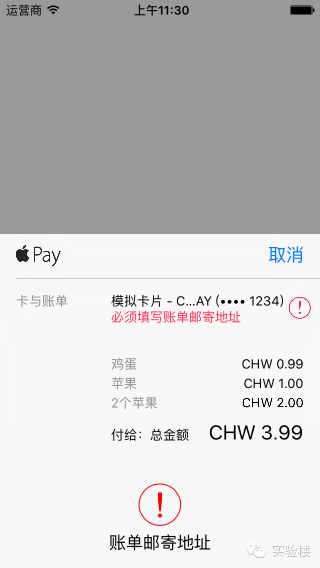 运营商 上午11:30
Pay 取消
卡与账单 模拟卡片 - C...AY (•••• 1234)
必须填写账单邮寄地址
鸡蛋 CHW 0.99
苹果 CHW 1.00
2个苹果 CHW 2.00
付给：总金额 CHW 3.99
账单邮寄地址
实验楼